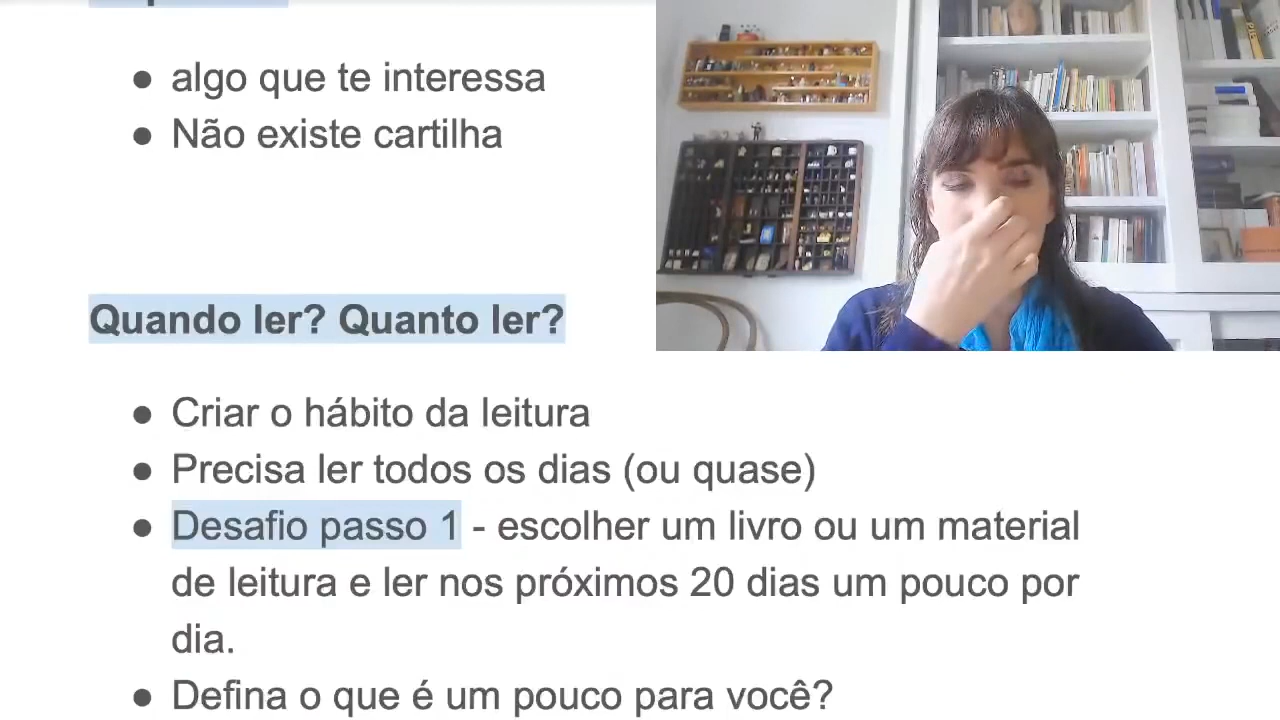 algo que te interessa
Não existe cartilha
Quando ler? Quanto ler?
Criar o hábito da leitura
Precisa ler todos os dias (ou quase)
Desafio passo 1 - escolher um livro ou um material
de leitura e ler nos próximos 20 dias um pouco por
dia.
Defina o que é um pouco para você?